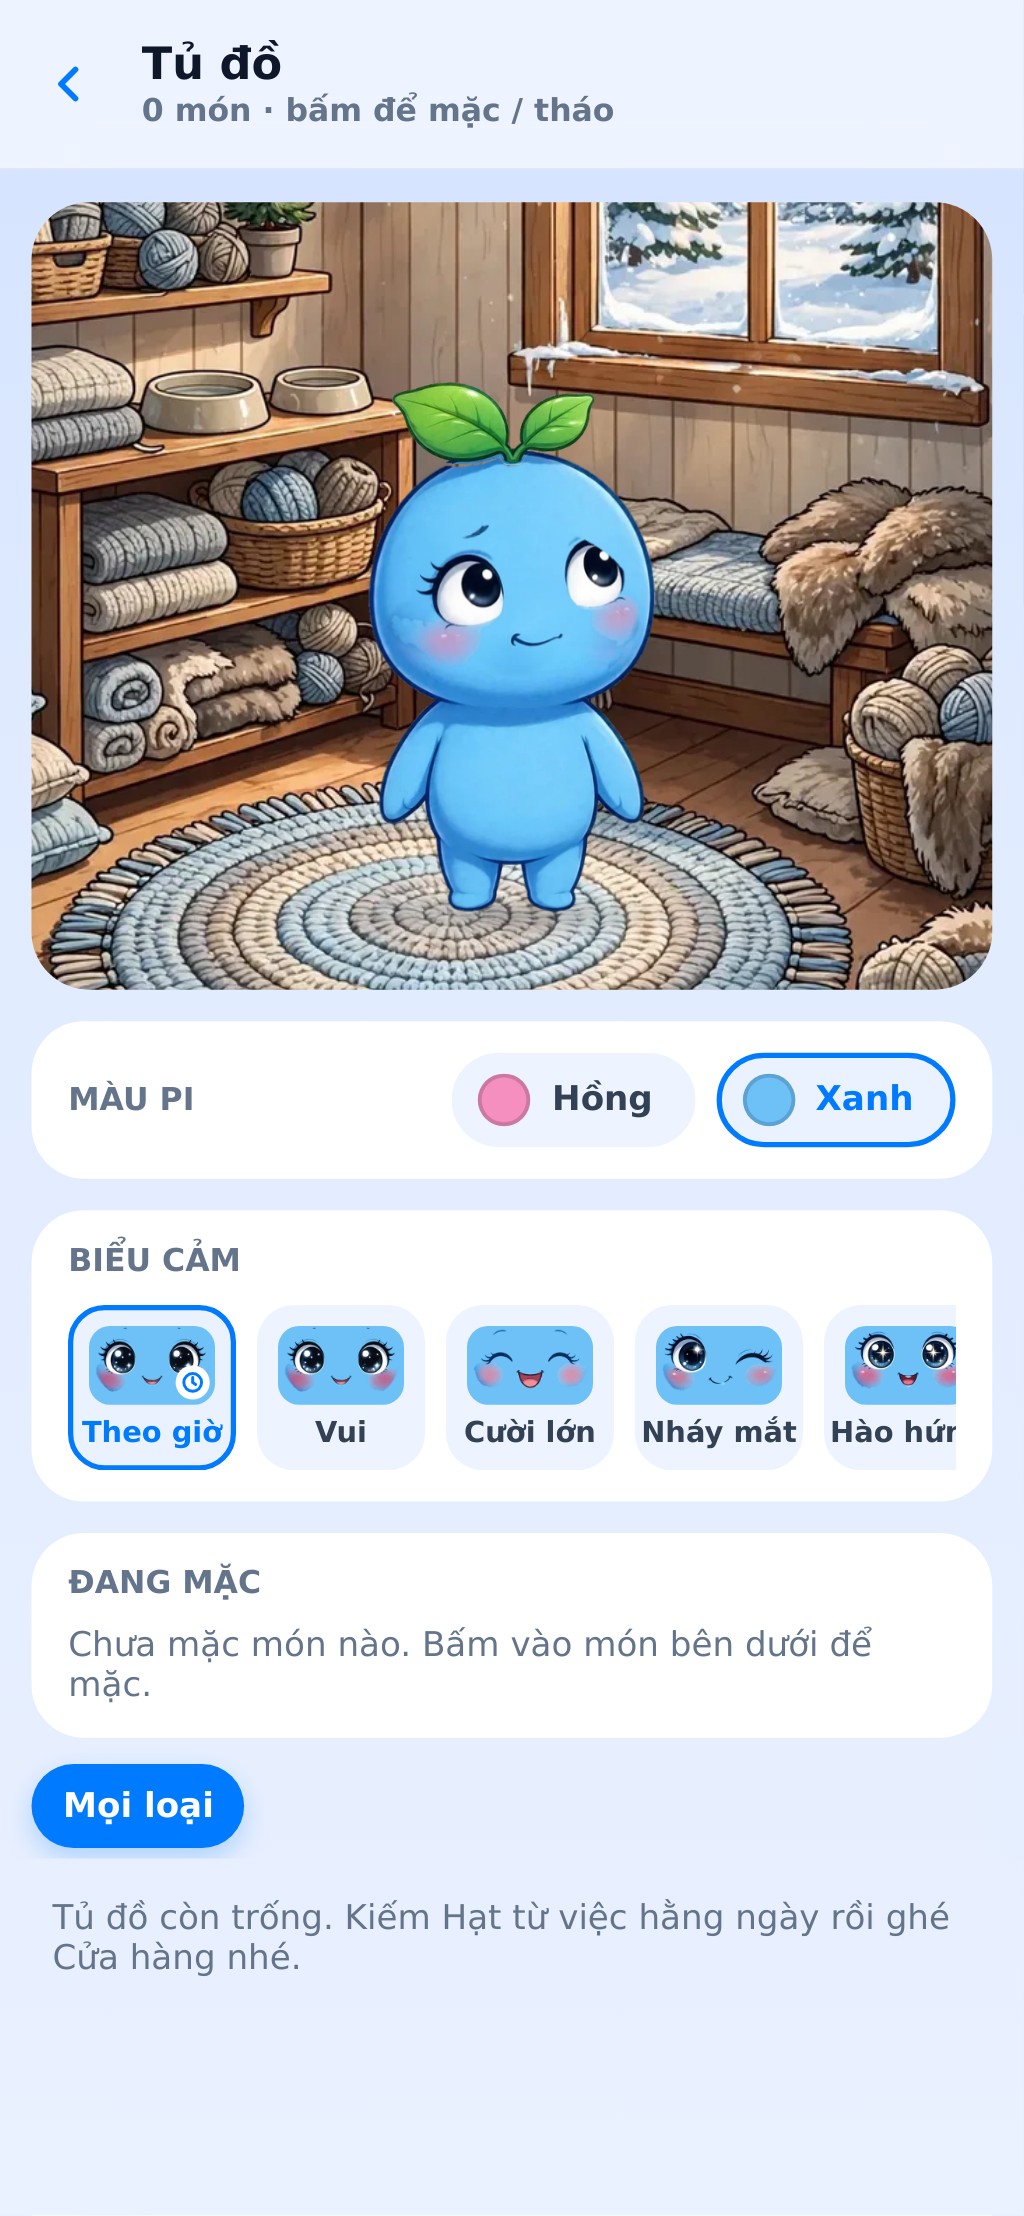 Tủ đồ
0 món · bấm để mặc / tháo
MÀU PI
Hồng
Xanh
BIỂU CẢM
Theo giờ
Vui
Cười lớn
Nháy mắt
Hào hứn
ĐANG MẶC
Chưa mặc món nào. Bấm vào món bên dưới để
mặc.
Mọi loại
Tủ đồ còn trống. Kiếm Hạt từ việc hằng ngày rồi ghé
Cửa hàng nhé.